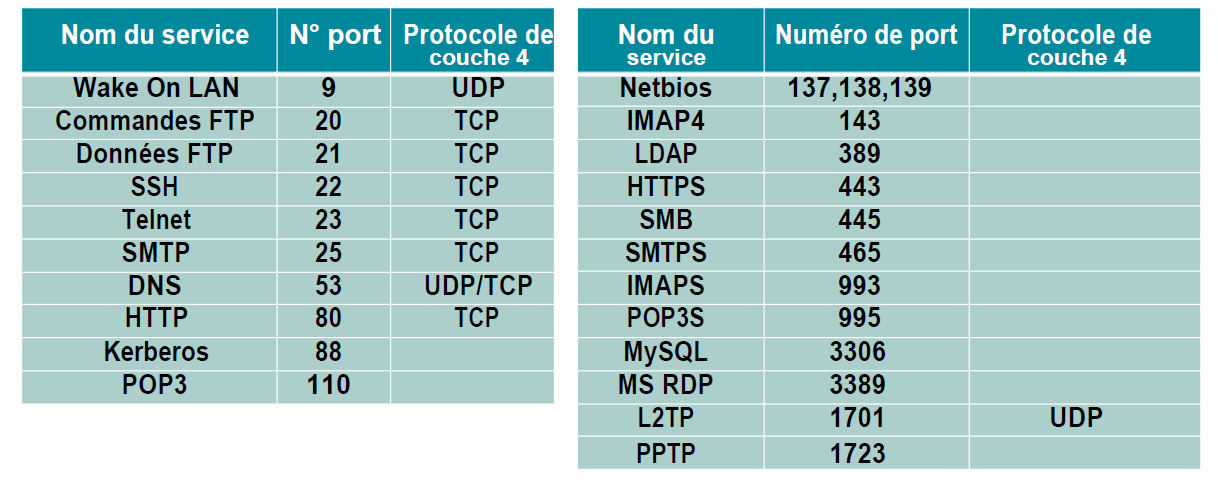 Nom du service N° port Protocole de couche 4
Wake On LAN 9 UDP
Commandes FTP 20 TCP
Données FTP 21 TCP
SSH 22 TCP
Telnet 23 TCP
SMTP 25 TCP
DNS 53 UDP/TCP
HTTP 80 TCP
Kerberos 88
POP3 110
Nom du service Numéro de port Protocole de couche 4
Netbios 137,138,139
IMAP4 143
LDAP 389
HTTPS 443
SMB 445
SMTPS 465
IMAPS 993
POP3S 995
MySQL 3306
MS RDP 3389
L2TP 1701 UDP
PPTP 1723